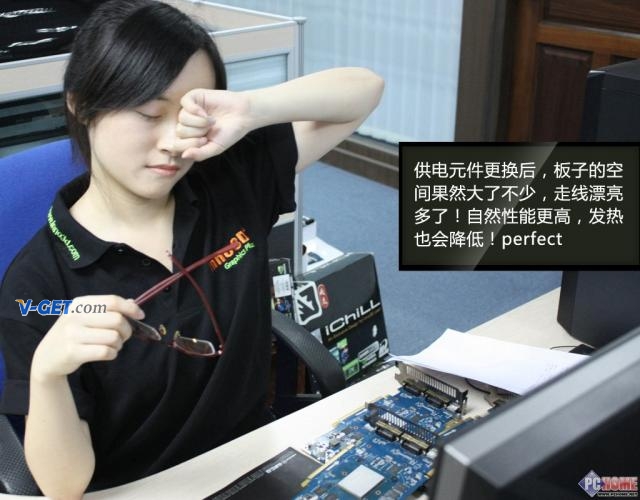 供电元件更换后，板子的空
间果然大了不少，走线漂亮
多了！自然性能更高，发热
也会降低！perfect
Graphics Plus
V-GET.com
iCHiLL
PCHOME